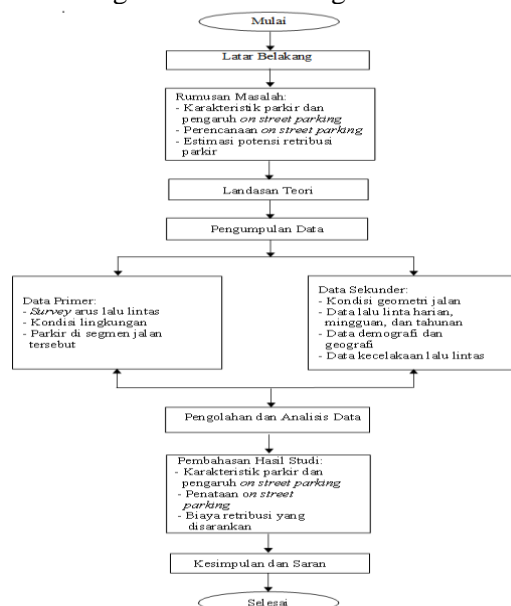 Mulai
Latar Belakang
Rumusan Masalah:
- Karakteristik parkir dan
pengaruh on street parking
- Perencanaan on street parking
- Estimasi potensi retribusi
parkir
Landasan Teori
Pengumpulan Data
Data Primer:
- Survey arus lalu lintas
- Kondisi lingkungan
- Parkir di segmen jalan
tersebut
Data Sekunder:
- Kondisi geometri jalan
- Data lalu linta harian,
mingguan, dan tahunan
- Data demografi dan
geografi
- Data kecelakaan lalu lintas
Pengolahan dan Analisis Data
Pembahasan Hasil Studi:
- Karakteristik parkir dan
pengaruh on street parking
- Penataan on street
parking
- Biaya retribusi yang
disarankan
Kesimpulan dan Saran
Selesai